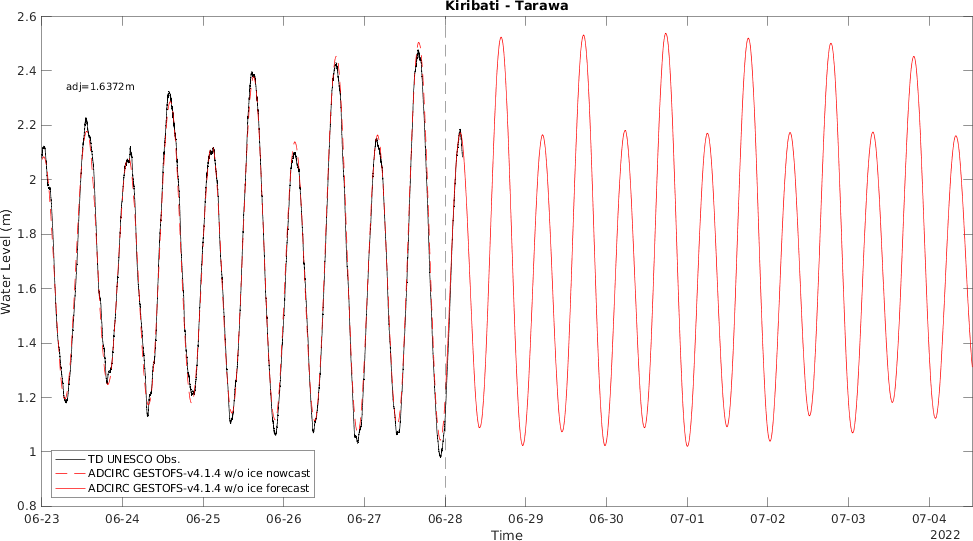 Kiribati - Tarawa
2.6
2.4
adj=1.6372m
2.2
2
1.8
Water Level (m)
1.6
1.4
1.2
1
TD UNESCO Obs.
ADCIRC GESTOFS-v4.1.4 w/o ice nowcast
ADCIRC GESTOFS-v4.1.4 w/o ice forecast
0.8
06-23 06-24 06-25 06-26 06-27 06-28 06-29 06-30 07-01 07-02 07-03 07-04
Time
2022